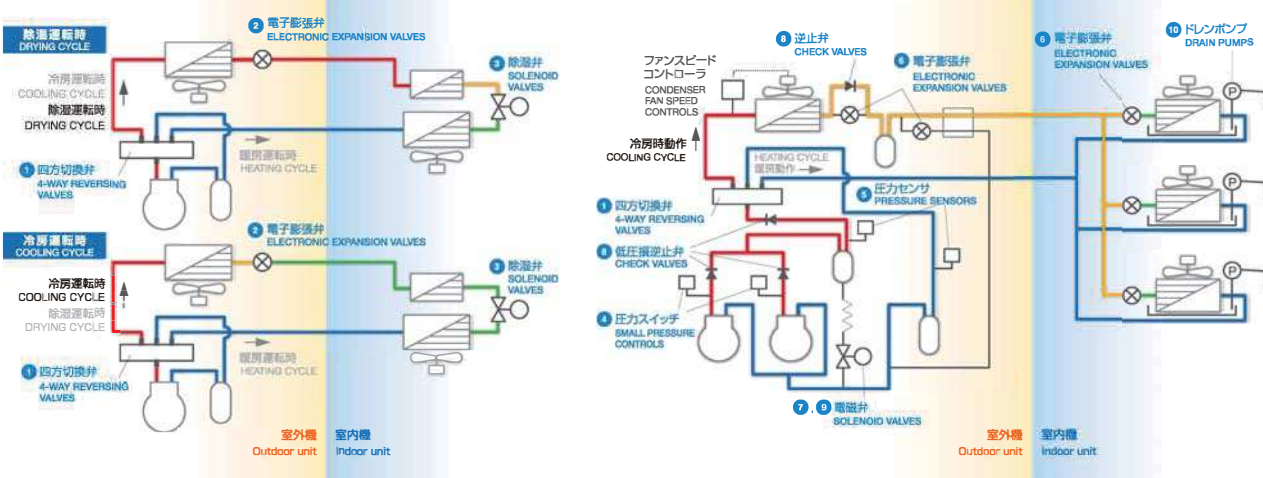 除湿運転時
DRYING CYCLE
2 電子膨張弁
ELECTRONIC EXPANSION VALVES
3 除湿弁
SOLENOID
VALVES
冷房運転時
COOLING CYCLE
除湿運転時
DRYING CYCLE
暖房運転時
HEATING CYCLE
1 四方切換弁
4-WAY REVERSING
VALVES
冷房運転時
COOLING CYCLE
2 電子膨張弁
ELECTRONIC EXPANSION VALVES
3 除湿弁
SOLENOID
VALVES
冷房運転時
COOLING CYCLE
除湿運転時
DRYING CYCLE
暖房運転時
HEATING CYCLE
1 四方切換弁
4-WAY REVERSING
VALVES
室外機
Outdoor unit
室内機
Indoor unit
8 逆止弁
CHECK VALVES
ファンスピード
コントローラ
CONDENSER
FAN SPEED
CONTROLS
6 電子膨張弁
ELECTRONIC
EXPANSION VALVES
6 電子膨張弁
ELECTRONIC
EXPANSION VALVES
10 ドレンポンプ
DRAIN PUMPS
P
冷房時動作
COOLING CYCLE
HEATING CYCLE
暖房動作
5 圧力センサ
PRESSURE SENSORS
1 四方切換弁
4-WAY REVERSING
VALVES
P
8 低圧損逆止弁
CHECK VALVES
P
4 圧力スイッチ
SMALL PRESSURE
CONTROLS
7 , 9 電磁弁
SOLENOID VALVES
室外機
Outdoor unit
室内機
Indoor unit